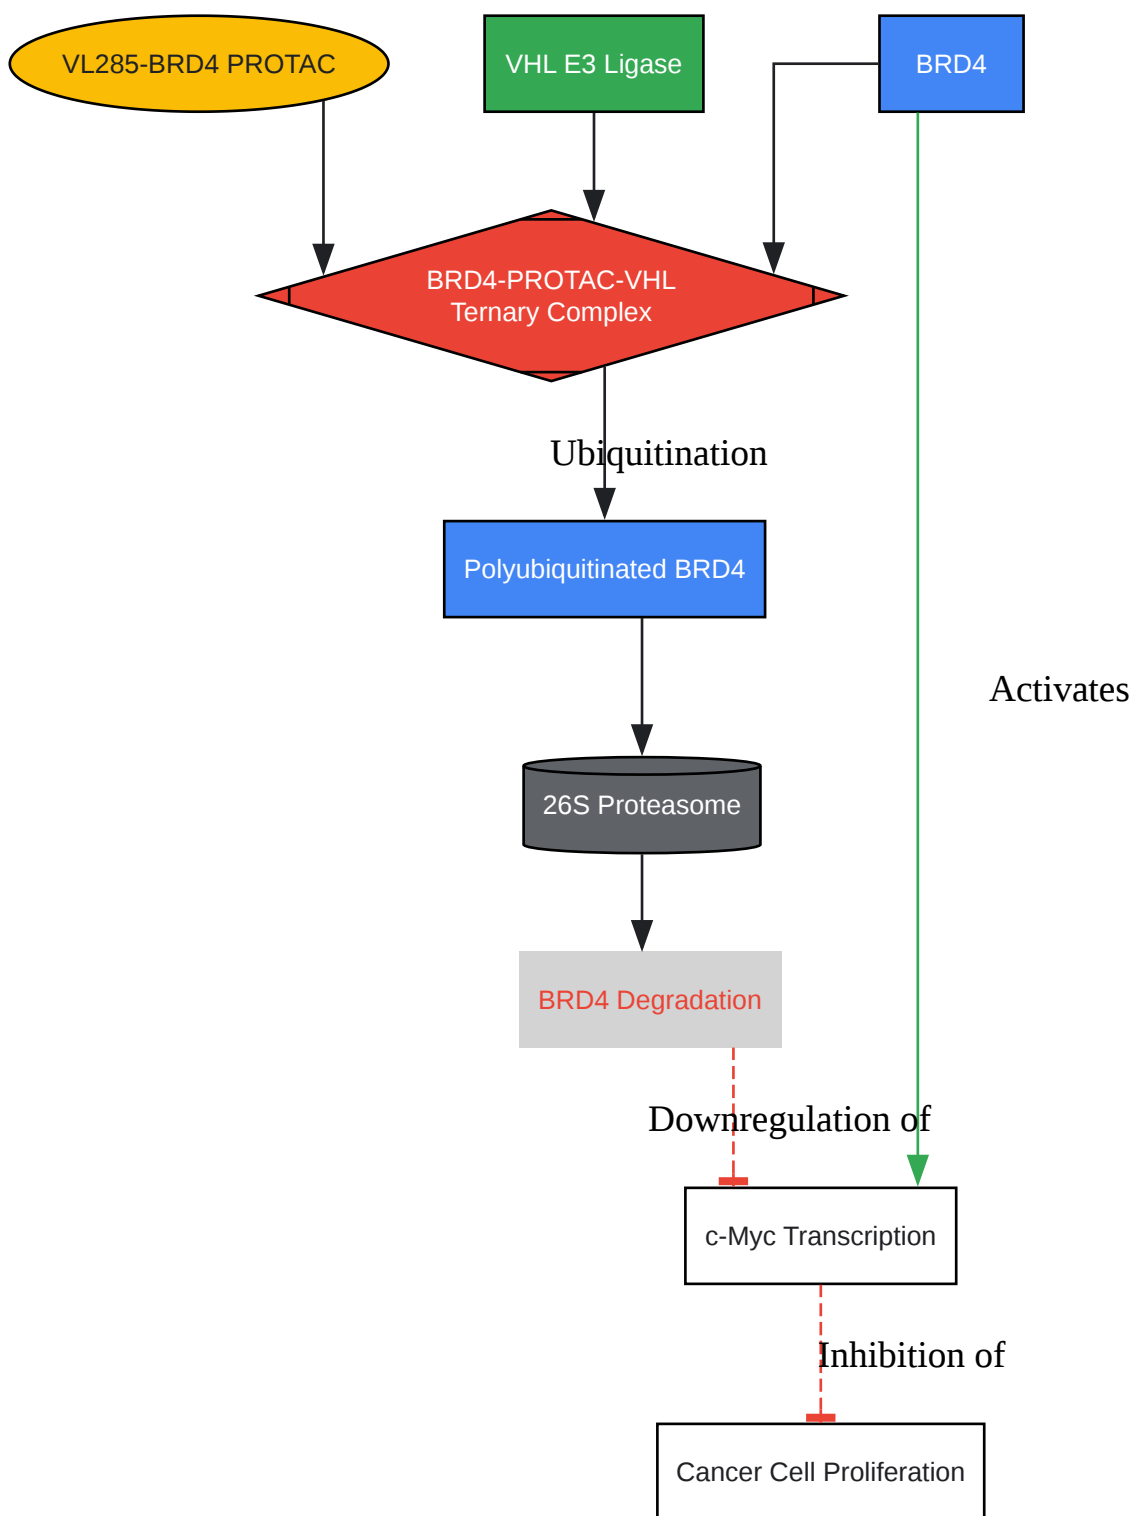 VL285-BRD4 PROTAC
VHL E3 Ligase
BRD4
BRD4-PROTAC-VHL
Ternary Complex
Ubiquitination
Polyubiquitinated BRD4
Activates
26S Proteasome
BRD4 Degradation
Downregulation of
c-Myc Transcription
Inhibition of
Cancer Cell Proliferation